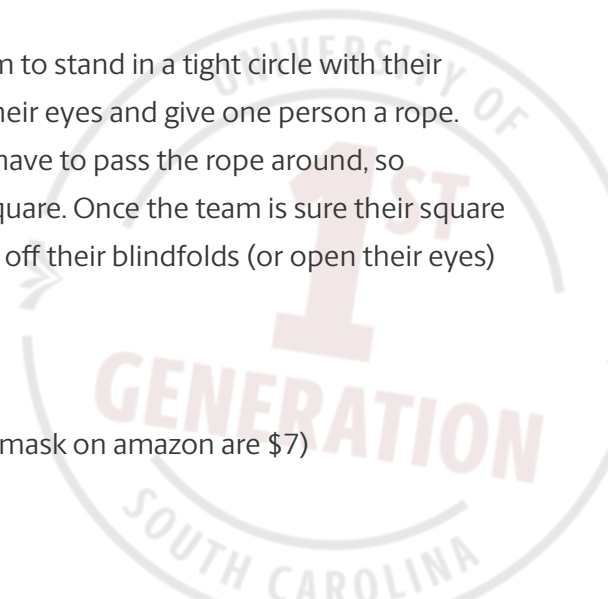 m to stand in a tight circle with their
heir eyes and give one person a rope.
have to pass the rope around, so
quare. Once the team is sure their square
off their blindfolds (or open their eyes)
mask on amazon are $7)
UNIVERSITY OF
1ST
GENERATION
SOUTH CAROLINA